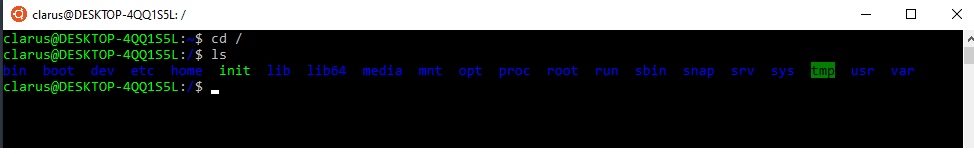 clarus@DESKTOP-4QQ1S5L: /
clarus@DESKTOP-4QQ1S5L:~$ cd /
clarus@DESKTOP-4QQ1S5L:/$ ls
bin boot dev etc home init lib lib64 media mnt opt proc root run sbin snap srv sys tmp usr var
clarus@DESKTOP-4QQ1S5L:/$